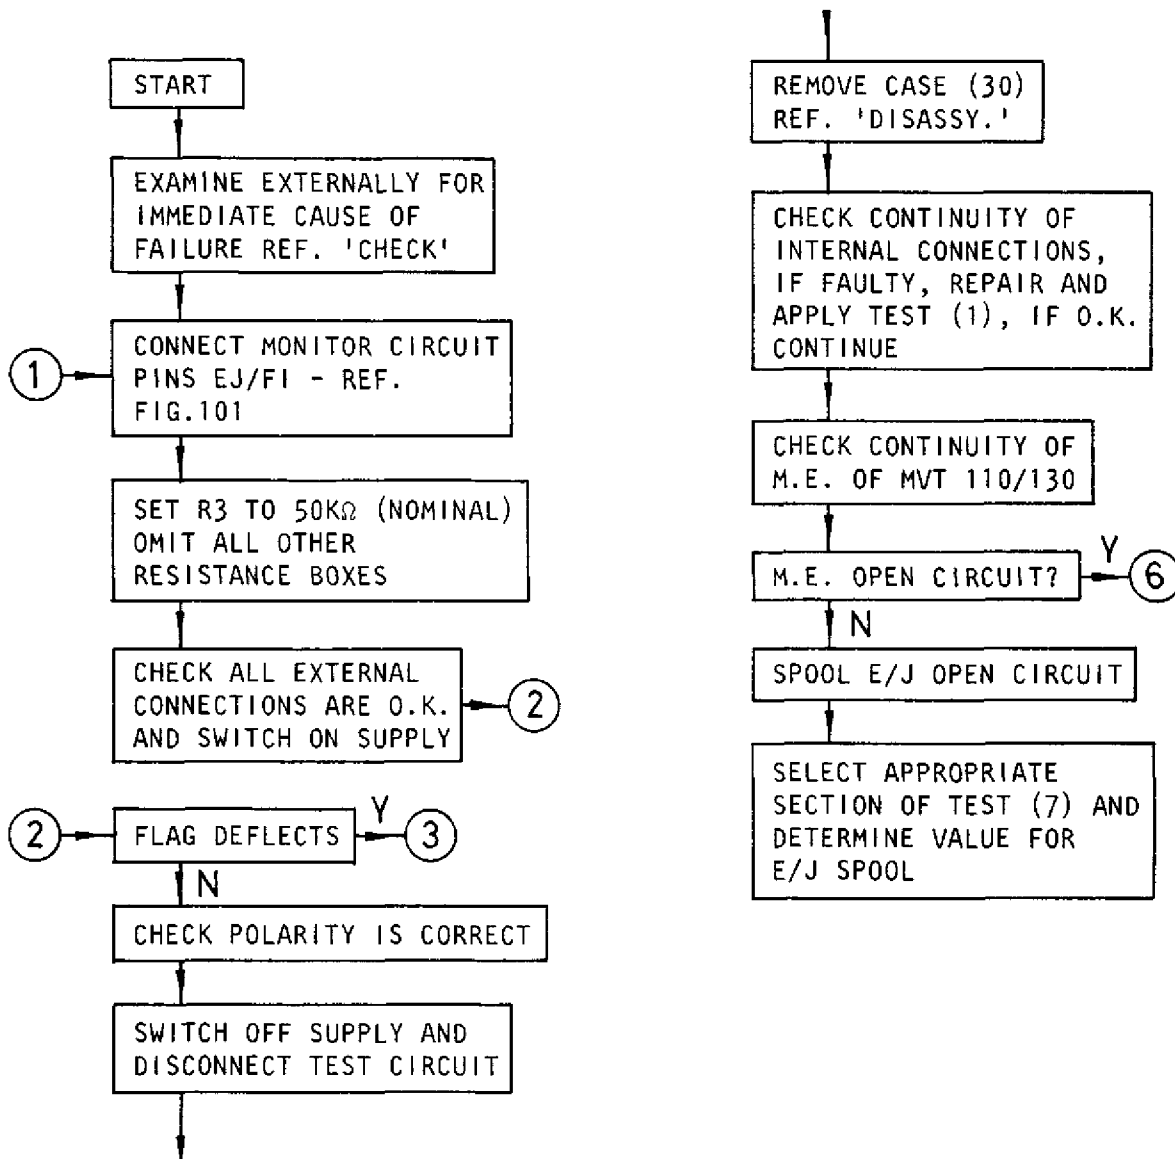 START
EXAMINE EXTERNALLY FOR
IMMEDIATE CAUSE OF
FAILURE REF. 'CHECK'
1
CONNECT MONITOR CIRCUIT
PINS EJ/FI - REF.
FIG.101
SET R3 TO 50KΩ (NOMINAL)
OMIT ALL OTHER
RESISTANCE BOXES
CHECK ALL EXTERNAL
CONNECTIONS ARE O.K.
AND SWITCH ON SUPPLY
2
2
FLAG DEFLECTS
Y
3
N
CHECK POLARITY IS CORRECT
SWITCH OFF SUPPLY AND
DISCONNECT TEST CIRCUIT
REMOVE CASE (30)
REF. 'DISASSY.'
CHECK CONTINUITY OF
INTERNAL CONNECTIONS,
IF FAULTY, REPAIR AND
APPLY TEST (1), IF O.K.
CONTINUE
CHECK CONTINUITY OF
M.E. OF MVT 110/130
M.E. OPEN CIRCUIT?
Y
6
N
SPOOL E/J OPEN CIRCUIT
SELECT APPROPRIATE
SECTION OF TEST (7) AND
DETERMINE VALUE FOR
E/J SPOOL